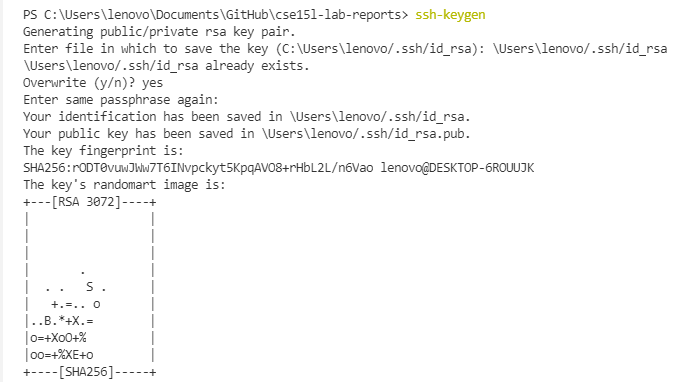 PS C:\Users\lenovo\Documents\GitHub\cse15l-lab-reports> ssh-keygen
Generating public/private rsa key pair.
Enter file in which to save the key (C:\Users\lenovo/.ssh/id_rsa): \Users\lenovo/.ssh/id_rsa
\Users\lenovo/.ssh/id_rsa already exists.
Overwrite (y/n)? yes
Enter same passphrase again:
Your identification has been saved in \Users\lenovo/.ssh/id_rsa.
Your public key has been saved in \Users\lenovo/.ssh/id_rsa.pub.
The key fingerprint is:
SHA256:rODT0vuwJWw7T6INvpckyt5KpqAVO8+rHbL2L/n6Vao lenovo@DESKTOP-6ROUUJK
The key's randomart image is:
+---[RSA 3072]----+
|                 |
|                 |
|                 |
|       .         |
|  . .   S .      |
|   +.=.. o       |
|..B.*+X.=        |
|o=+XoO+%         |
|oo=+%XE+o        |
+----[SHA256]-----+